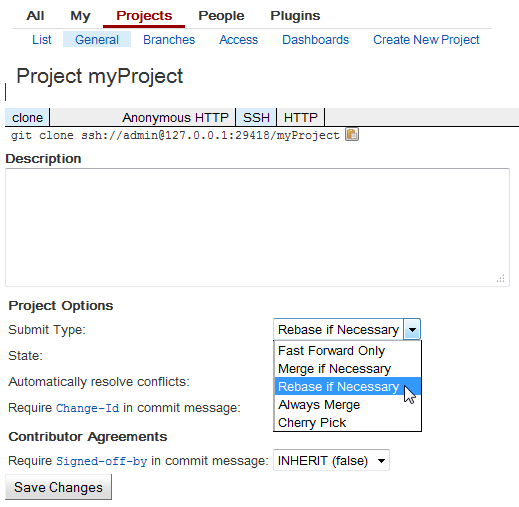 All My Projects People Plugins
List General Branches Access Dashboards Create New Project
Project myProject
clone Anonymous HTTP SSH HTTP
git clone ssh://admin@127.0.0.1:29418/myProject
Description
Project Options
Submit Type: Rebase if Necessary
Fast Forward Only
State: Merge if Necessary
Automatically resolve conflicts: Rebase if Necessary
Always Merge
Require Change-Id in commit message: Cherry Pick
Contributor Agreements
Require Signed-off-by in commit message: INHERIT (false)
Save Changes